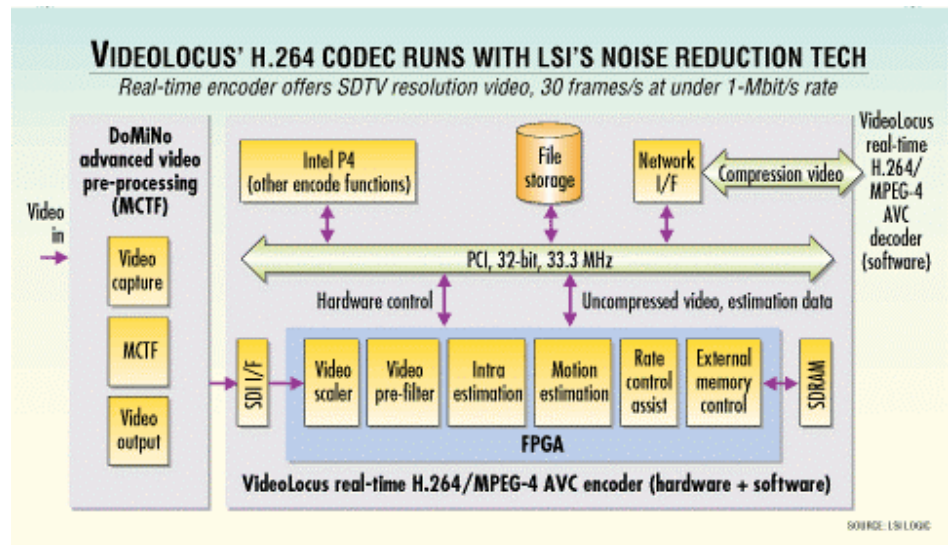 VIDEOLOCUS' H.264 CODEC RUNS WITH LSI'S NOISE REDUCTION TECH
Real-time encoder offers SDTV resolution video, 30 frames/s at under 1-Mbit/s rate
Video
in
DoMiNo
advanced video
pre-processing
(MCTF)
Video
capture
MCTF
Video
output
Intel P4
(other encode functions)
File
storage
Network
I/F
Compression video
VideoLocus
real-time
H.264/
MPEG-4
AVC
decoder
(software)
PCI, 32-bit, 33.3 MHz
Hardware control
Uncompressed video, estimation data
SDI I/F
Video
scaler
Video
pre-filter
Intra
estimation
Motion
estimation
Rate
control
assist
External
memory
control
SDRAM
FPGA
VideoLocus real-time H.264/MPEG-4 AVC encoder (hardware + software)
SOURCE: LSI LOGIC